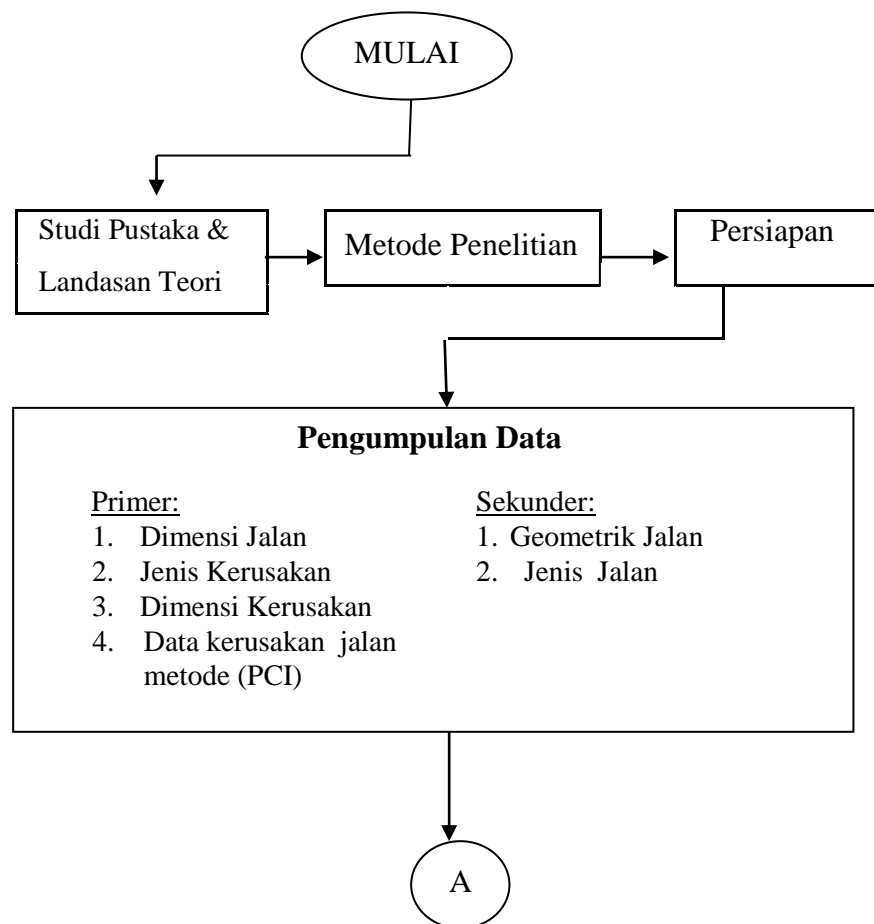 MULAI
Studi Pustaka &
Landasan Teori
Metode Penelitian
Persiapan
Pengumpulan Data
Primer:
1. Dimensi Jalan
2. Jenis Kerusakan
3. Dimensi Kerusakan
4. Data kerusakan jalan
metode (PCI)
Sekunder:
1. Geometrik Jalan
2. Jenis Jalan
A